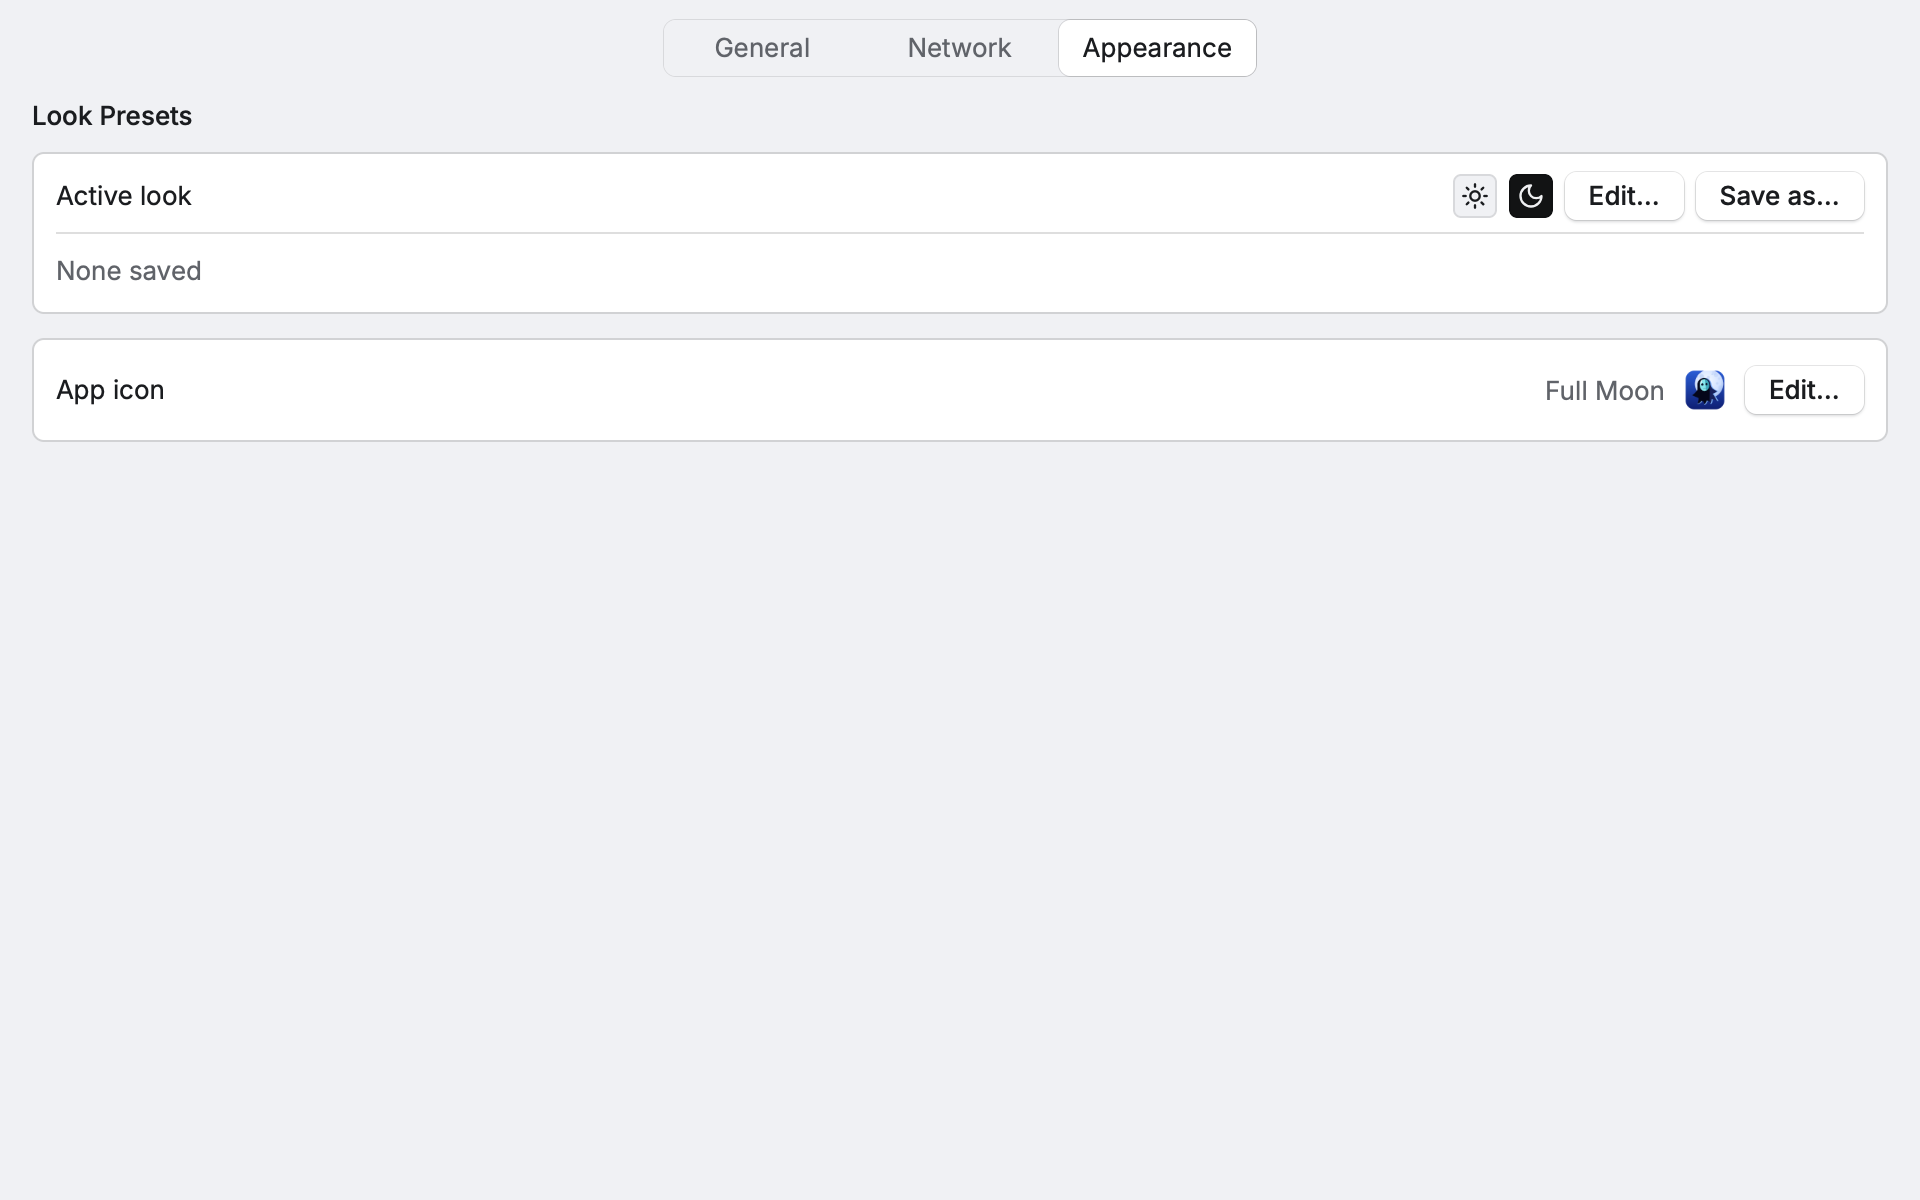 General Network Appearance
Look Presets
Active look Edit... Save as...
None saved
App icon Full Moon Edit...